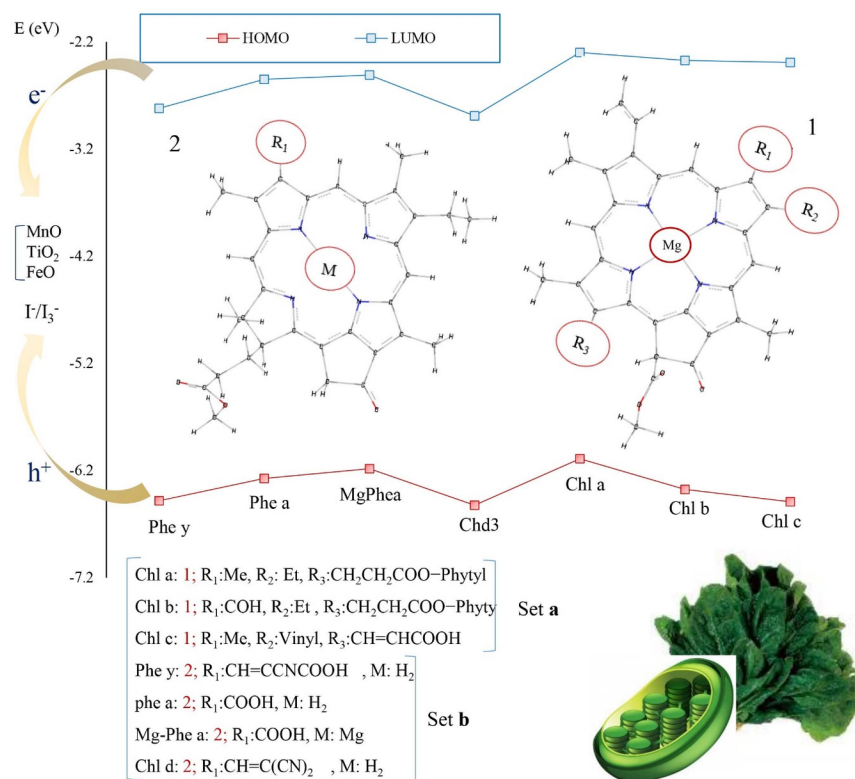 E (eV)
HOMO
LUMO
-2.2
-3.2
-4.2
-5.2
-6.2
-7.2
e-
MnO
TiO₂
FeO
I⁻/I₃⁻
h⁺
2
R₁
M
1
R₁
R₂
Mg
R₃
Phe y
Phe a
MgPhea
Chd3
Chl a
Chl b
Chl c
Chl a: 1; R₁:Me, R₂: Et, R₃:CH₂CH₂COO−Phytyl
Chl b: 1; R₁:COH, R₂:Et , R₃:CH₂CH₂COO−Phyty
Chl c: 1; R₁:Me, R₂:Vinyl, R₃:CH=CHCOOH
Set a
Phe y: 2; R₁:CH=CCNCOOH , M: H₂
phe a: 2; R₁:COOH, M: H₂
Mg-Phe a: 2; R₁:COOH, M: Mg
Chl d: 2; R₁:CH=C(CN)₂ , M: H₂
Set b